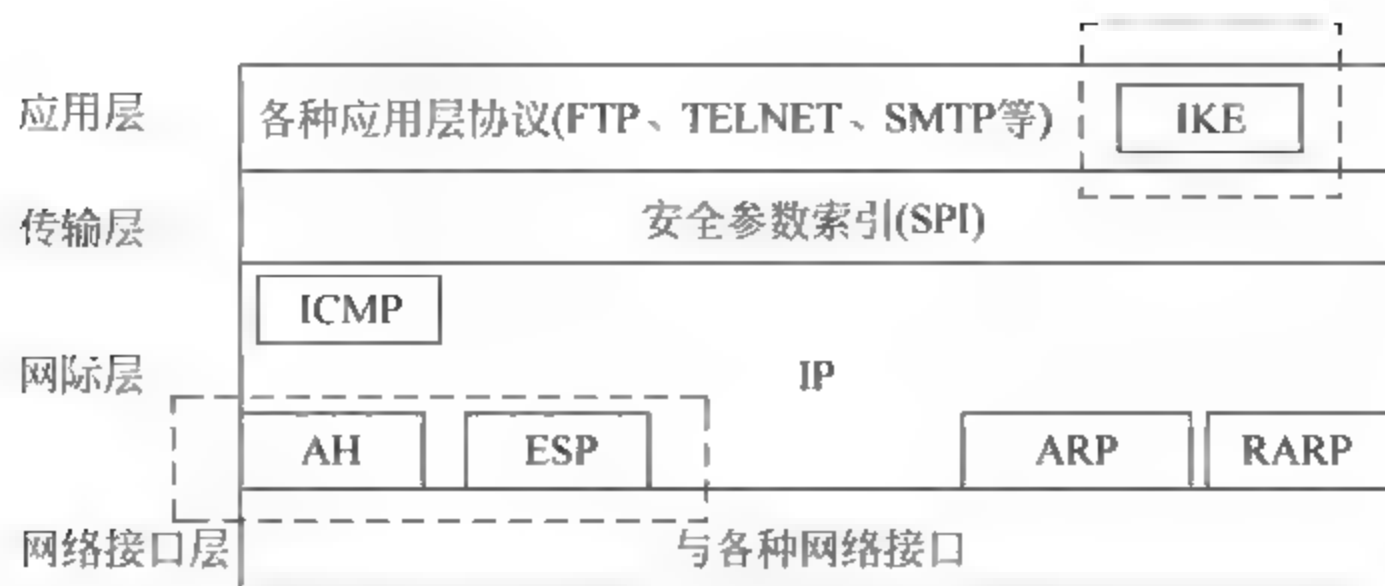 应用层 各种应用层协议(FTP、TELNET、SMTP等) IKE
传输层 安全参数索引(SPI)
ICMP
网际层 IP
AH ESP ARP RARP
网络接口层 与各种网络接口